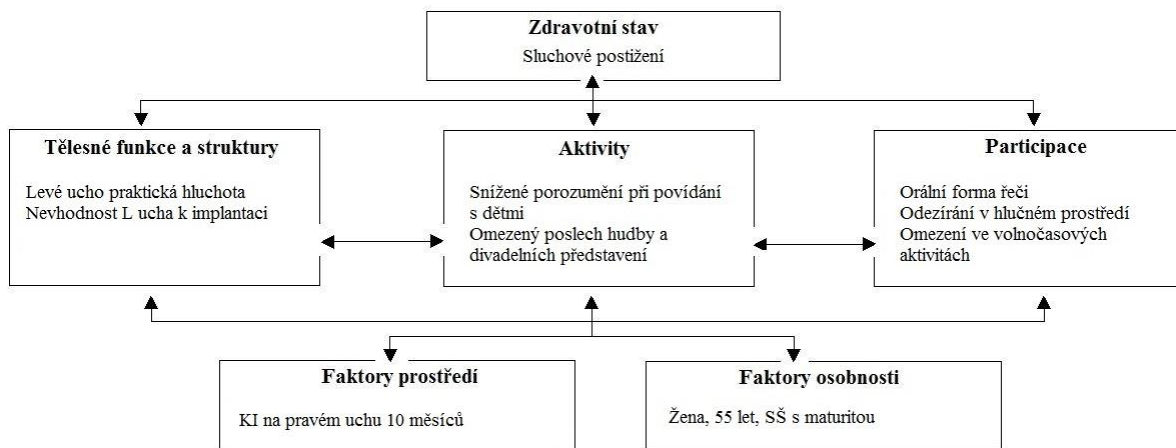 Zdravotní stav
Sluchové postižení
Tělesné funkce a struktury
Levé ucho praktická hluchota
Nevhodnost L ucha k implantaci
Aktivity
Snížené porozumění při povídání
s dětmi
Omezený poslech hudby a
divadelních představení
Participace
Orální forma řeči
Odezírání v hlučném prostředí
Omezení ve volnočasových
aktivitách
Faktory prostředí
KI na pravém uchu 10 měsíců
Faktory osobnosti
Žena, 55 let, SŠ s maturitou